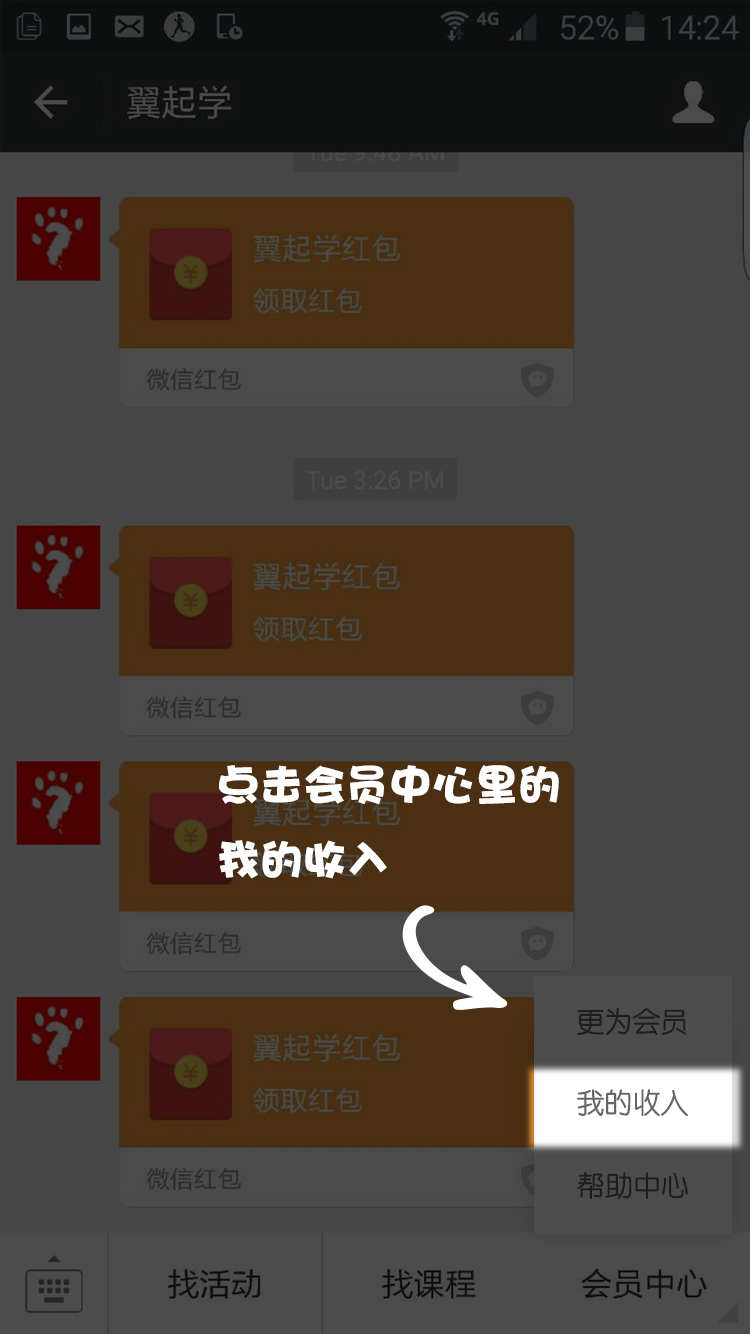 4G
52%
14:24
翼起学
Tue 9:48 AM
翼起学红包
领取红包
微信红包
Tue 3:26 PM
翼起学红包
领取红包
微信红包
点击会员中心里的
翼起学红包
我的收入
微信红包
翼起学红包
领取红包
微信红包
更为会员
我的收入
帮助中心
找活动
找课程
会员中心